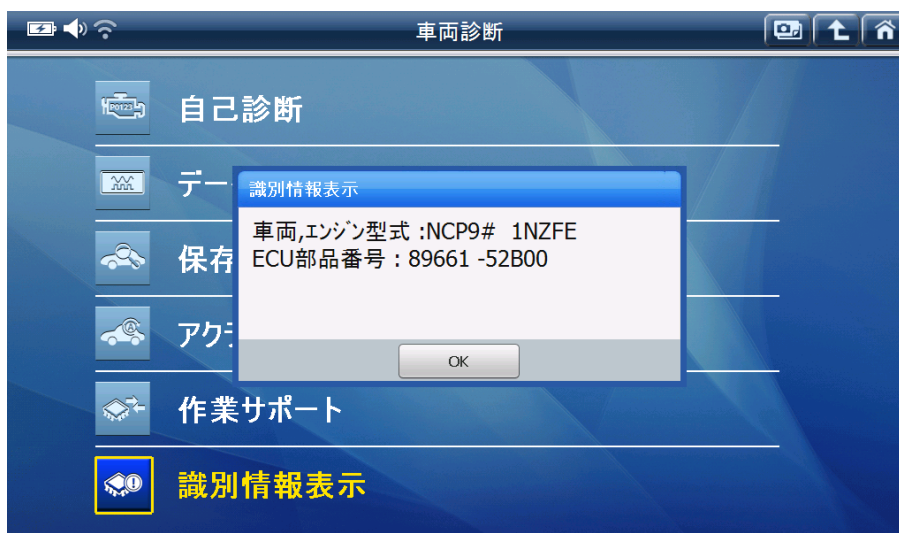 車両診断
P0123
自己診断
デー
識別情報表示
車両,ｴﾝｼﾞﾝ型式 :NCP9#  1NZFE
ECU部品番号 : 89661 -52B00
保存
アク
OK
作業サポート
識別情報表示